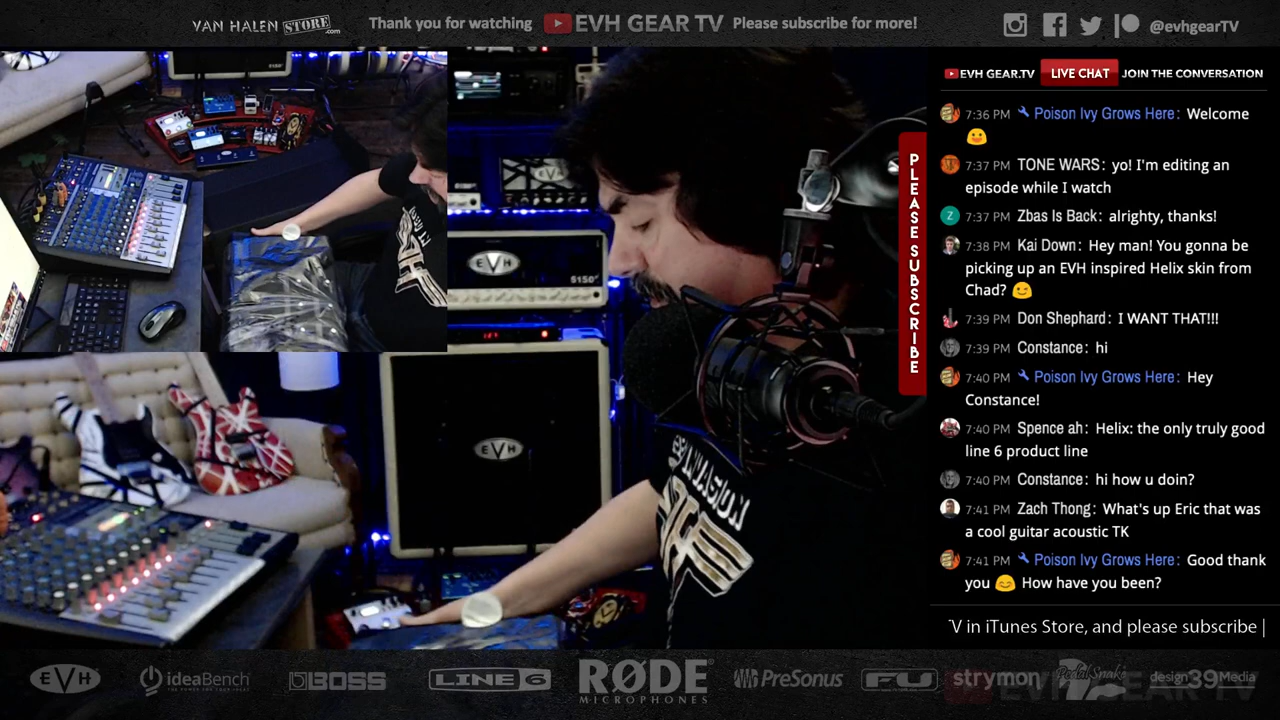 VAN HALEN STORE.com
Thank you for watching EVH GEAR TV Please subscribe for more!
@evhgearTV
EVH GEAR.TV LIVE CHAT JOIN THE CONVERSATION
7:36 PM Poison Ivy Grows Here: Welcome
😛
7:37 PM TONE WARS: yo! I'm editing an
episode while I watch
Z 7:37 PM Zbas Is Back: alrighty, thanks!
7:38 PM Kai Down: Hey man! You gonna be
picking up an EVH inspired Helix skin from
Chad? 😉
7:39 PM Don Shephard: I WANT THAT!!!
7:39 PM Constance: hi
7:40 PM Poison Ivy Grows Here: Hey
Constance!
7:40 PM Spence ah: Helix: the only truly good
line 6 product line
7:40 PM Constance: hi how u doin?
7:41 PM Zach Thong: What's up Eric that was
a cool guitar acoustic TK
7:41 PM Poison Ivy Grows Here: Good thank
you 😊 How have you been?
V in iTunes Store, and please subscribe |
PLEASE SUBSCRIBE
EVH
5150
EVH
EVH ideaBench BOSS LINE 6 RØDE PreSonus FU strymon PedalSnake design39Media
MICROPHONES
EVH GEAR TV